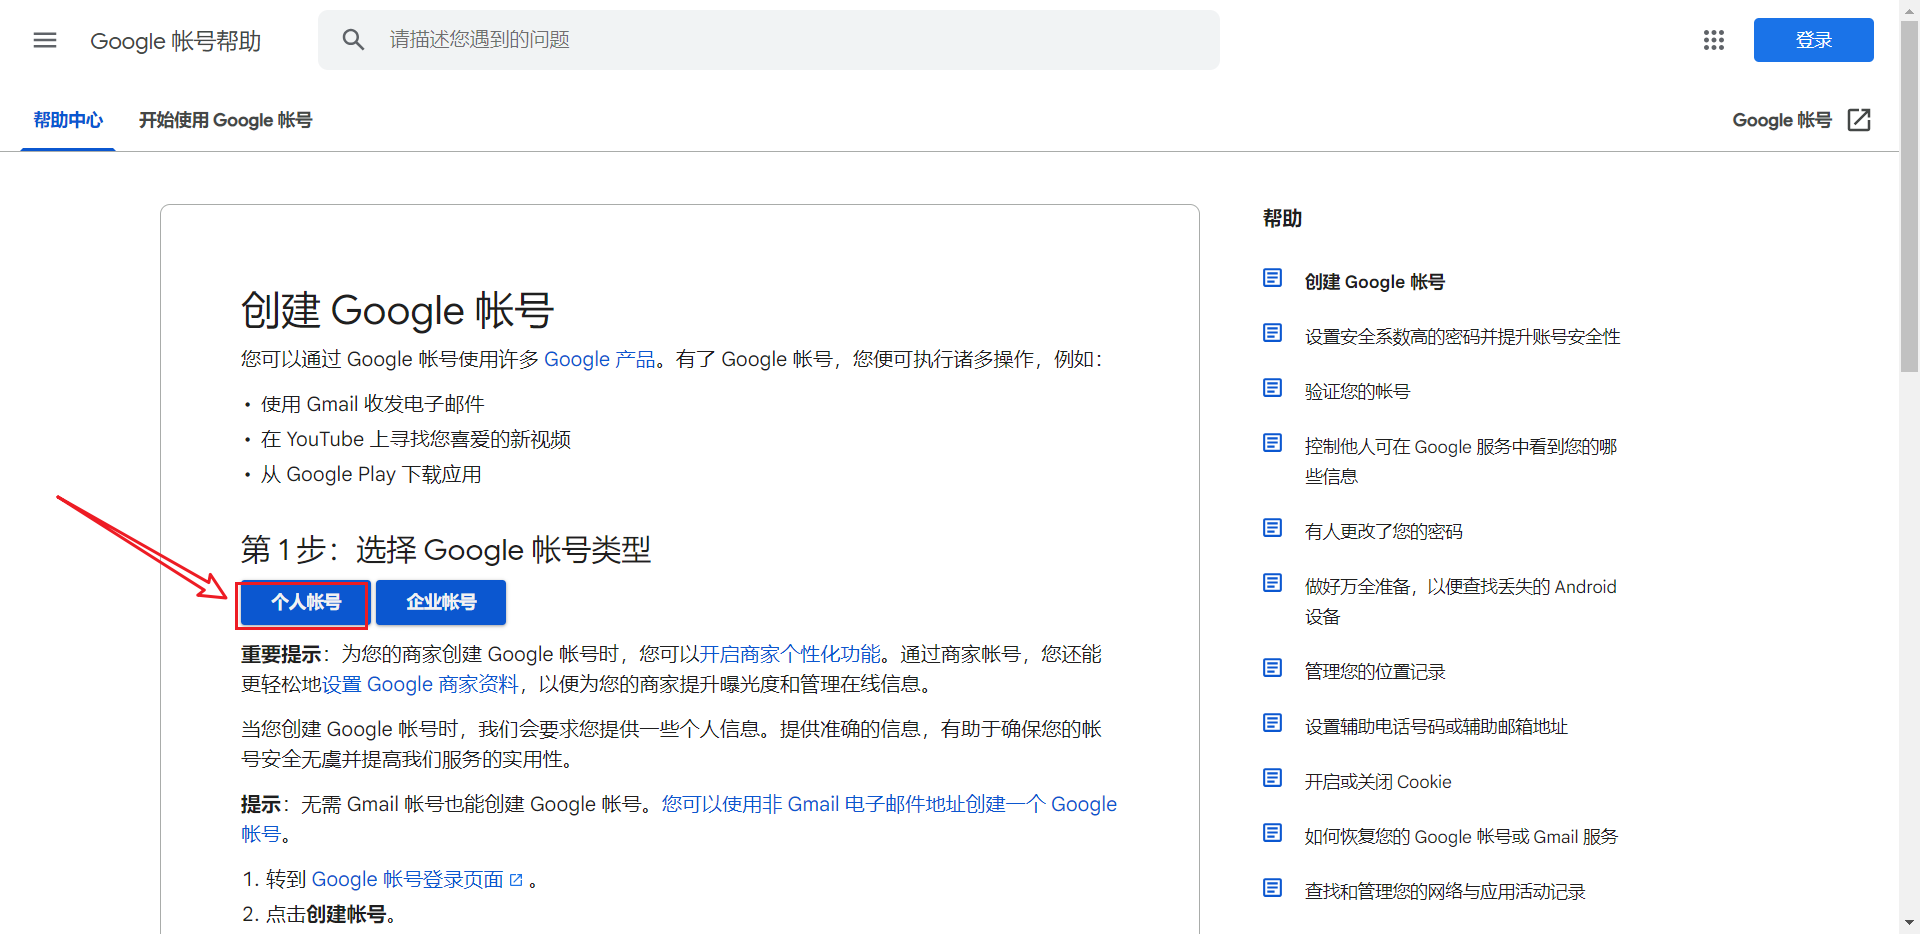 Google 帐号帮助
请描述您遇到的问题
登录
帮助中心
开始使用 Google 帐号
Google 帐号
创建 Google 帐号
您可以通过 Google 帐号使用许多 Google 产品。有了 Google 帐号，您便可执行诸多操作，例如：
• 使用 Gmail 收发电子邮件
• 在 YouTube 上寻找您喜爱的新视频
• 从 Google Play 下载应用
第 1 步：选择 Google 帐号类型
个人帐号
企业帐号
重要提示：为您的商家创建 Google 帐号时，您可以开启商家个性化功能。通过商家帐号，您还能
更轻松地设置 Google 商家资料，以便为您的商家提升曝光度和管理在线信息。
当您创建 Google 帐号时，我们会要求您提供一些个人信息。提供准确的信息，有助于确保您的帐
号安全无虞并提高我们服务的实用性。
提示：无需 Gmail 帐号也能创建 Google 帐号。您可以使用非 Gmail 电子邮件地址创建一个 Google
帐号。
1. 转到 Google 帐号登录页面 。
2. 点击创建帐号。
帮助
创建 Google 帐号
设置安全系数高的密码并提升账号安全性
验证您的帐号
控制他人可在 Google 服务中看到您的哪
些信息
有人更改了您的密码
做好万全准备，以便查找丢失的 Android
设备
管理您的位置记录
设置辅助电话号码或辅助邮箱地址
开启或关闭 Cookie
如何恢复您的 Google 帐号或 Gmail 服务
查找和管理您的网络与应用活动记录